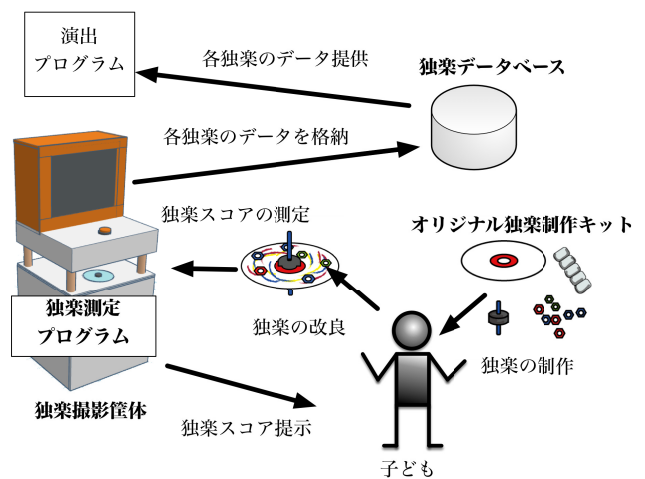 演出
プログラム
各独楽のデータ提供
独楽データベース
各独楽のデータを格納
独楽スコアの測定
オリジナル独楽制作キット
独楽測定
プログラム
独楽の改良
独楽の制作
独楽撮影筐体
独楽スコア提示
子ども